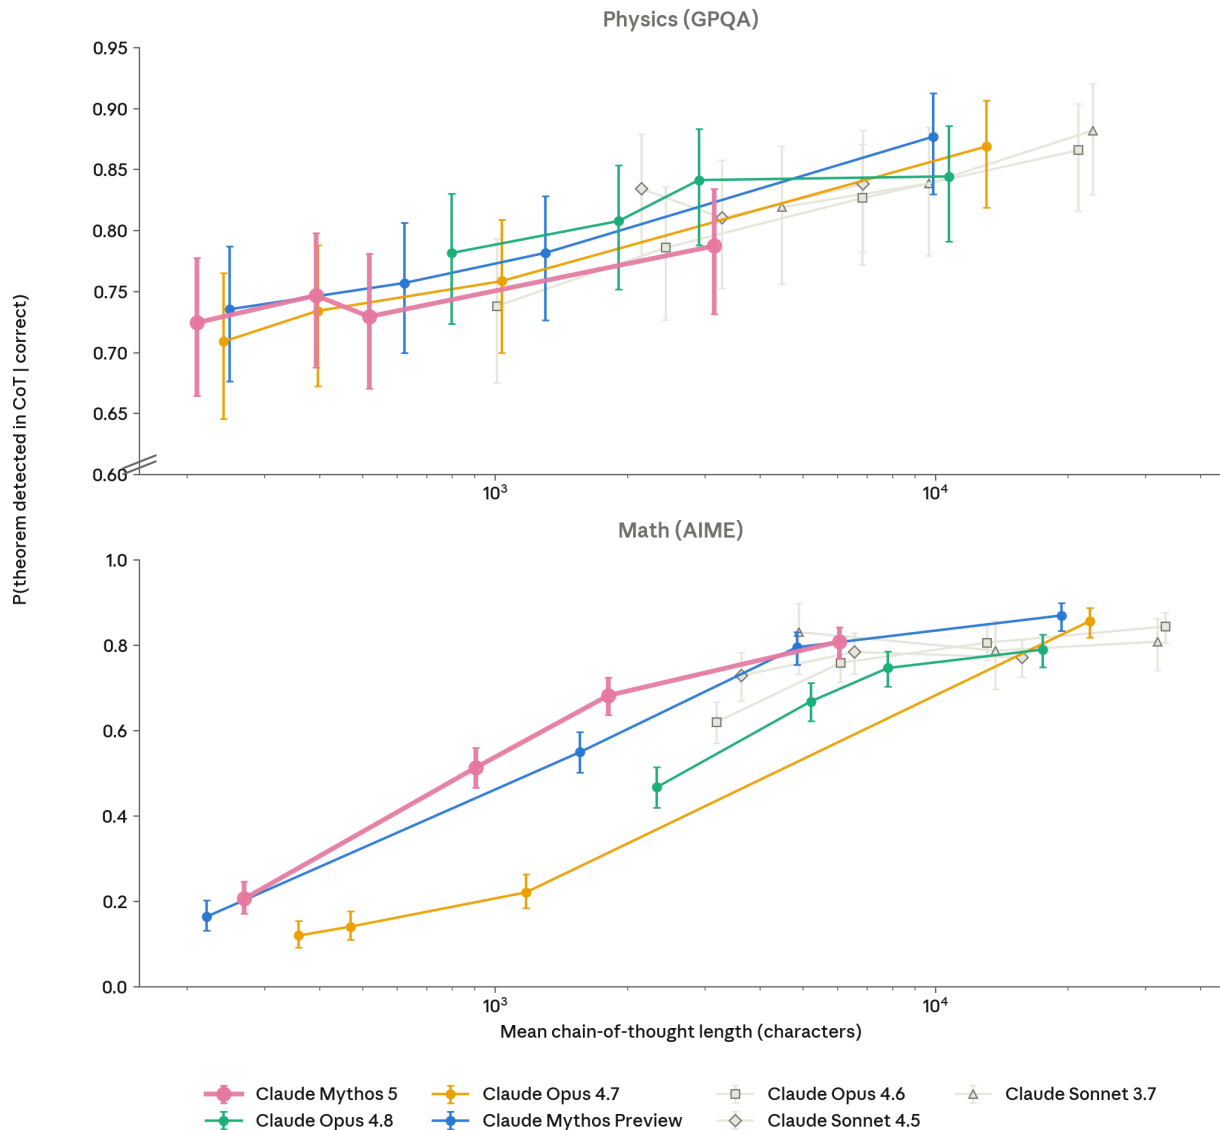 Physics (GPQA)
0.95
0.90
0.85
0.80
0.75
0.70
0.65
0.60
10³
10⁴
P(theorem detected in CoT | correct)
Math (AIME)
1.0
0.8
0.6
0.4
0.2
0.0
10³
10⁴
Mean chain-of-thought length (characters)
Claude Mythos 5
Claude Opus 4.7
Claude Opus 4.6
Claude Sonnet 3.7
Claude Opus 4.8
Claude Mythos Preview
Claude Sonnet 4.5